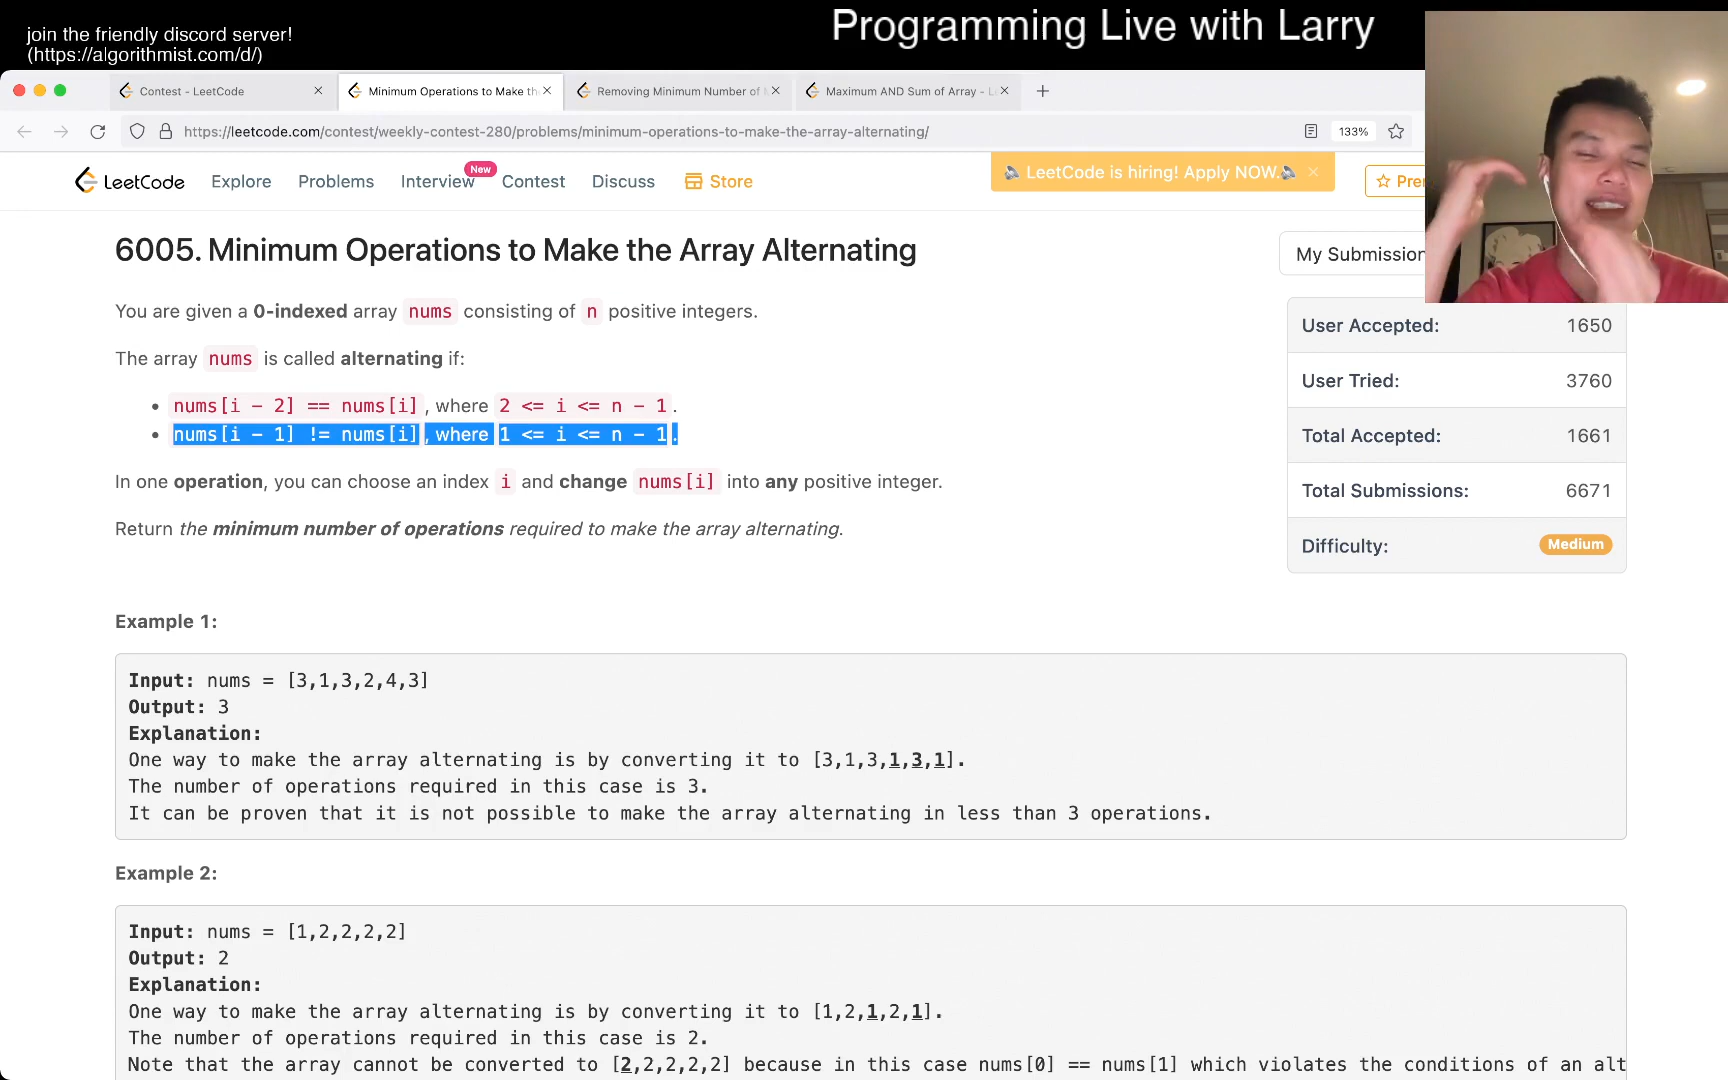 join the friendly discord server!
(https://algorithmist.com/d/)
Programming Live with Larry
Contest - LeetCode
Minimum Operations to Make th
Removing Minimum Number of
Maximum AND Sum of Array -
https://leetcode.com/contest/weekly-contest-280/problems/minimum-operations-to-make-the-array-alternating/
133%
LeetCode Explore Problems Interview New Contest Discuss Store
LeetCode is hiring! Apply NOW.
6005. Minimum Operations to Make the Array Alternating
My Submission
You are given a 0-indexed array nums consisting of n positive integers.
The array nums is called alternating if:
• nums[i - 2] == nums[i], where 2 <= i <= n - 1.
• nums[i - 1] != nums[i], where 1 <= i <= n - 1.
In one operation, you can choose an index i and change nums[i] into any positive integer.
Return the minimum number of operations required to make the array alternating.
User Accepted: 1650
User Tried: 3760
Total Accepted: 1661
Total Submissions: 6671
Difficulty: Medium
Example 1:
Input: nums = [3,1,3,2,4,3]
Output: 3
Explanation:
One way to make the array alternating is by converting it to [3,1,3,1,3,1].
The number of operations required in this case is 3.
It can be proven that it is not possible to make the array alternating in less than 3 operations.
Example 2:
Input: nums = [1,2,2,2,2]
Output: 2
Explanation:
One way to make the array alternating is by converting it to [1,2,1,2,1].
The number of operations required in this case is 2.
Note that the array cannot be converted to [2,2,2,2,2] because in this case nums[0] == nums[1] which violates the conditions of an alt